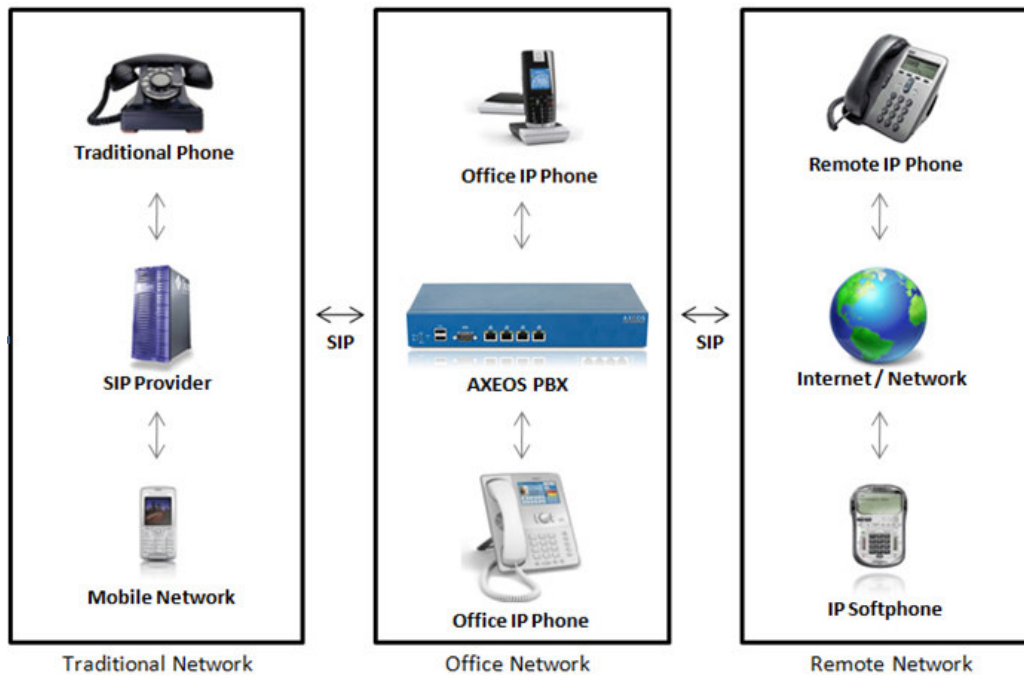 Traditional Phone
SIP Provider
Mobile Network
Traditional Network
SIP
Office IP Phone
AXEOS
AXEOS PBX
Office IP Phone
Office Network
SIP
Remote IP Phone
Internet / Network
IP Softphone
Remote Network